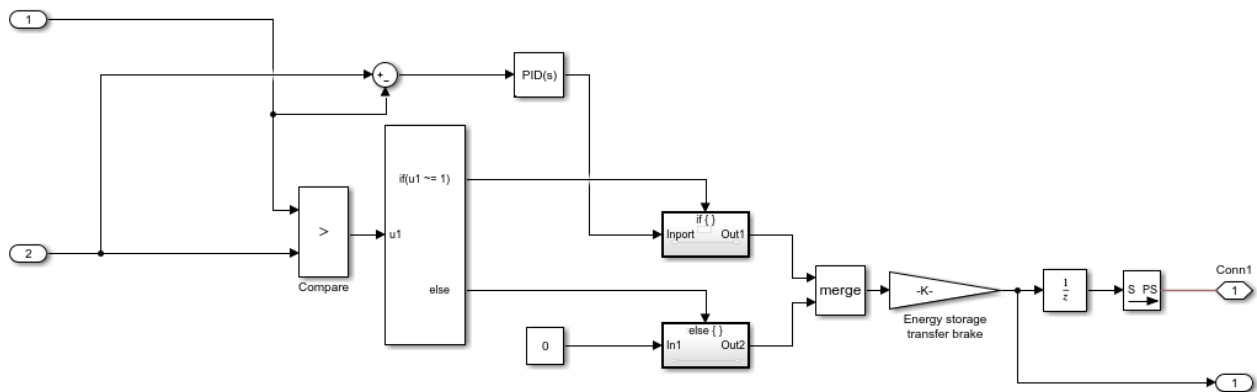 1
+
-
PID(s)
if(u1 ~= 1)
if { }
>
u1
Inport
Out1
2
Compare
Conn1
else
merge
-K-
1
z
S PS
1
else { }
Energy storage
transfer brake
0
In1
Out2
1